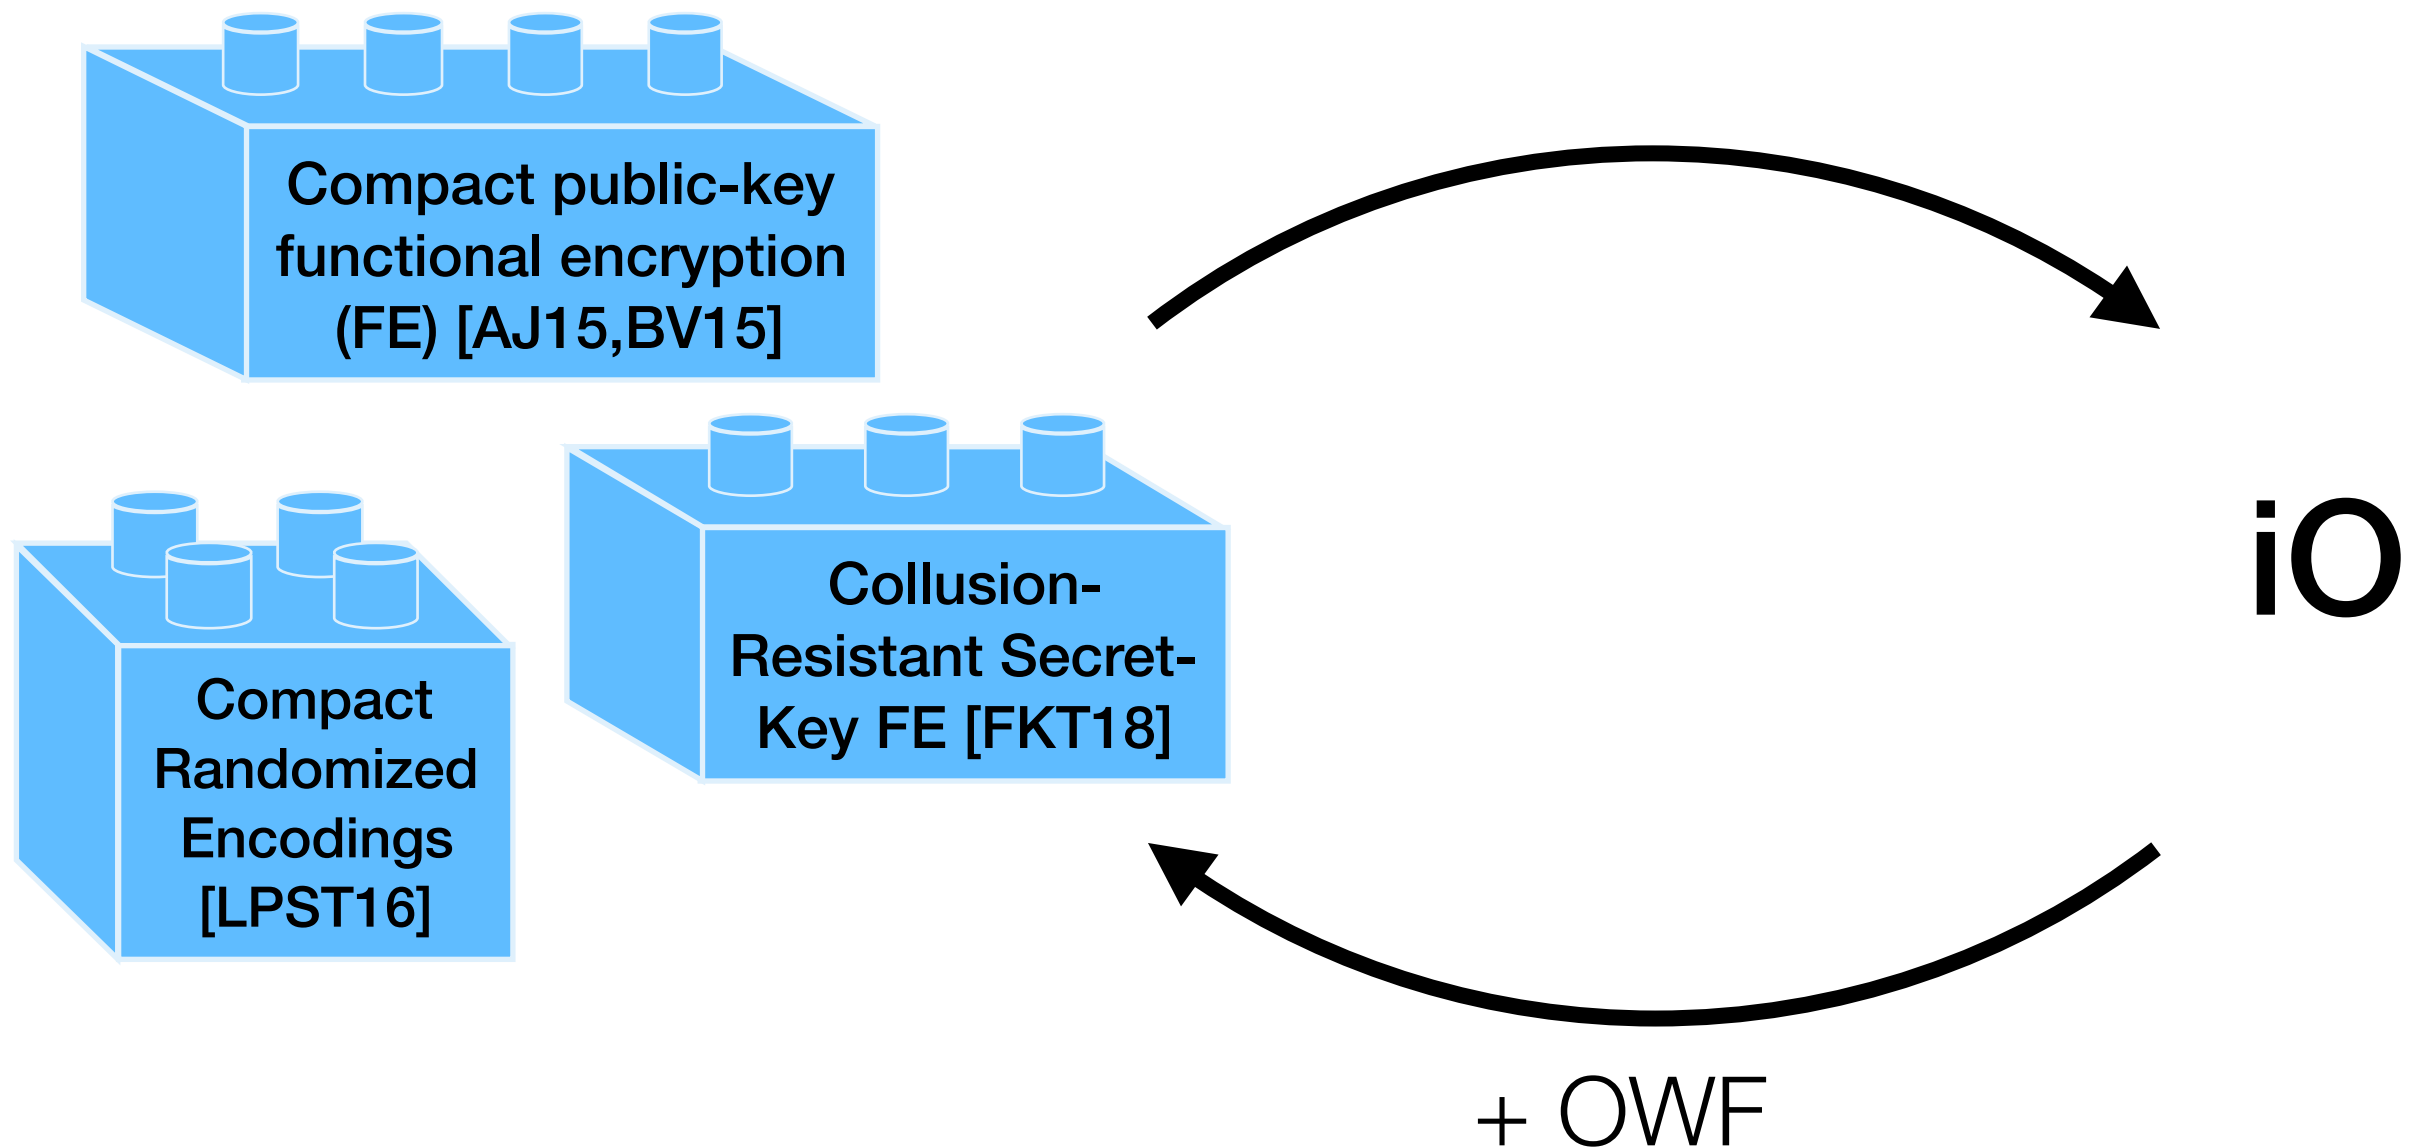 Compact public-key
functional encryption
(FE) [AJ15,BV15]
Collusion-
Resistant Secret-
Key FE [FKT18]
Compact
Randomized
Encodings
[LPST16]
iO
+ OWF